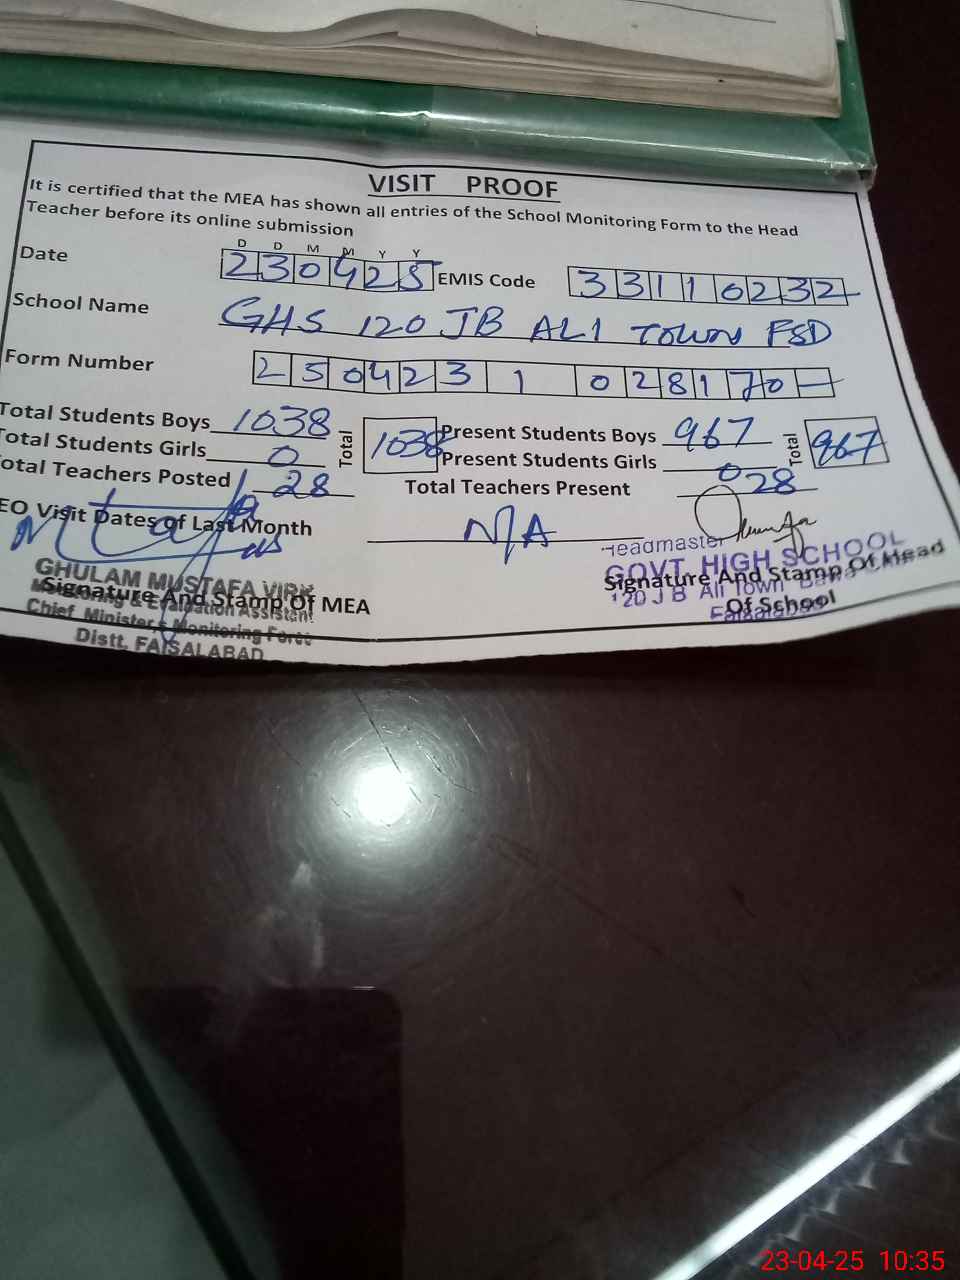 VISIT PROOF
It is certified that the MEA has shown all entries of the School Monitoring Form to the Head
Teacher before its online submission
D D M M Y Y
Date 230425 EMIS Code 33110232
School Name GHS 120 JB ALI TOWN FSD
Form Number 250423 1 028170
Total Students Boys 1038 Total 1038 Present Students Boys 967 Total 967
Total Students Girls 0 Present Students Girls 0
Total Teachers Posted 28 Total Teachers Present 28
EO Visit Dates of Last Month N/A
Headmaster
GOVT. HIGH SCHOOL
120 J B Ali Town
Faisalabad
GHULAM MUSTAFA VIRK
Monitoring & Evaluation Assistant
Chief Minister's Monitoring Force
Distt. FAISALABAD
Signature And Stamp Of MEA
Signature And Stamp Of Head
Of School
23-04-25 10:35